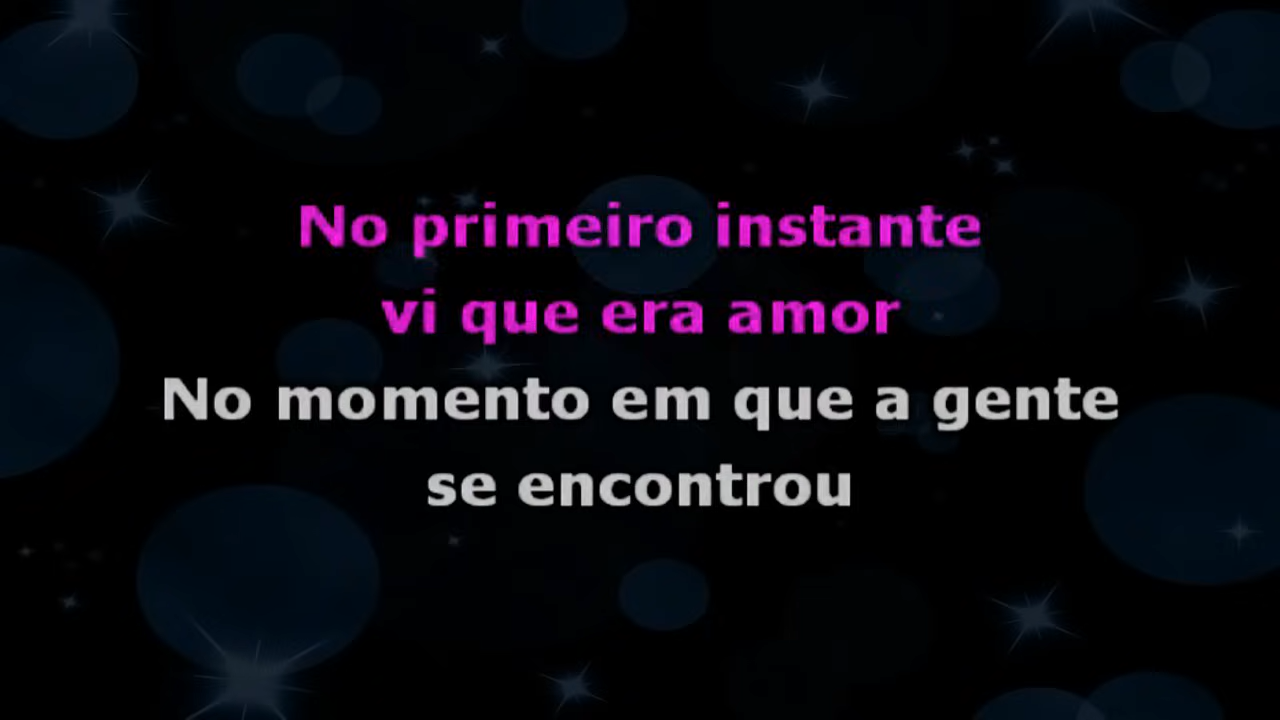 No primeiro instante
vi que era amor
No momento em que a gente
se encontrou